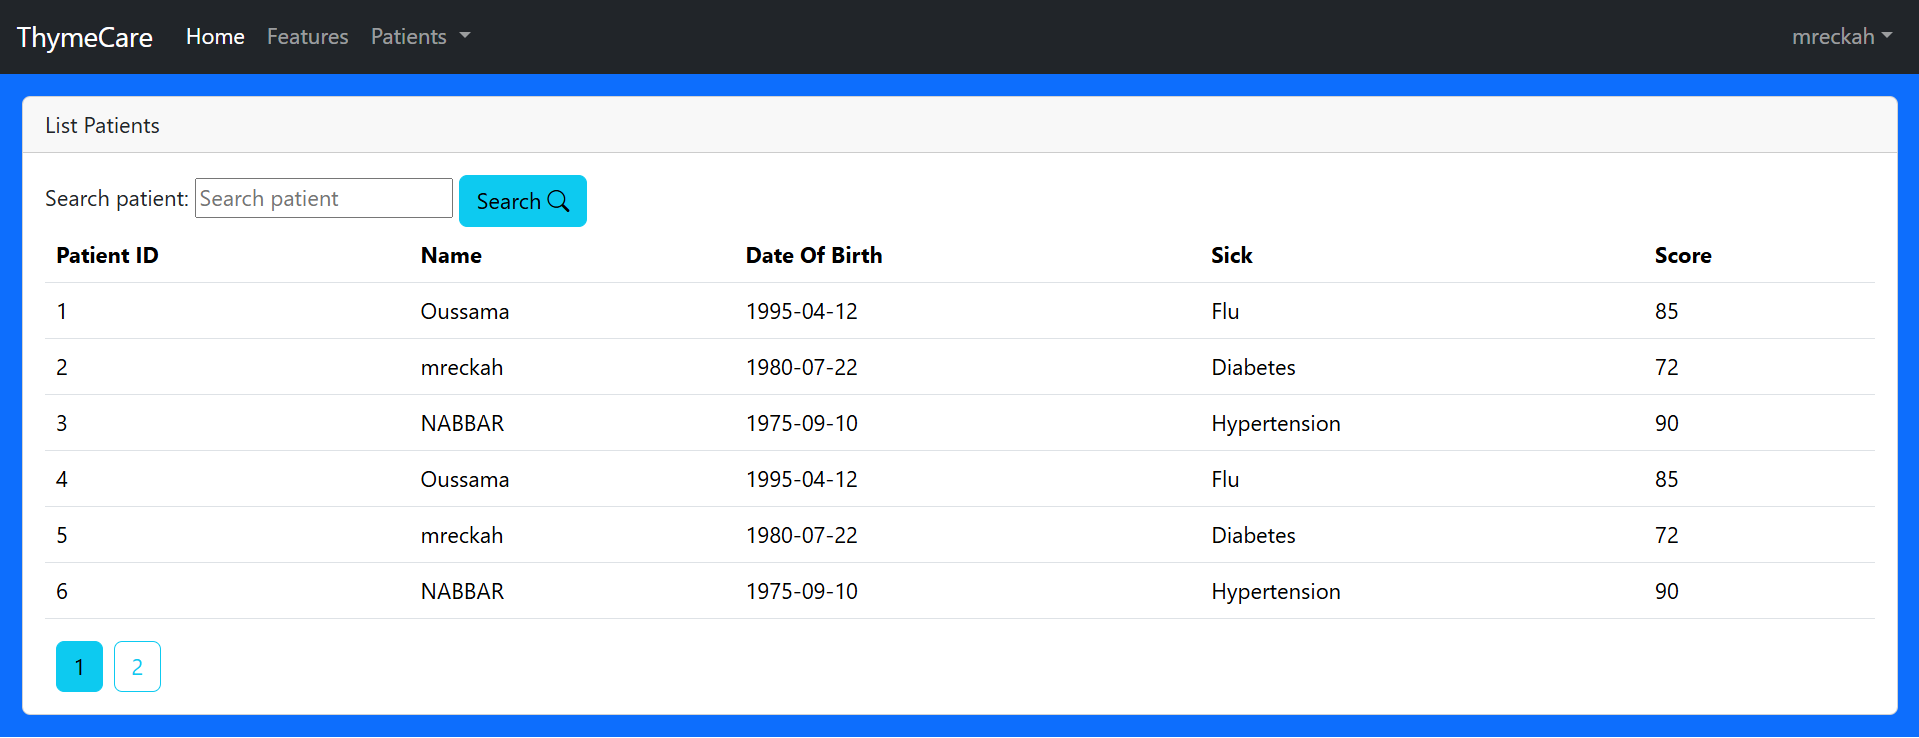 ThymeCare Home Features Patients mreckah
List Patients
Search patient: Search patient Search
Patient ID Name Date Of Birth Sick Score
1 Oussama 1995-04-12 Flu 85
2 mreckah 1980-07-22 Diabetes 72
3 NABBAR 1975-09-10 Hypertension 90
4 Oussama 1995-04-12 Flu 85
5 mreckah 1980-07-22 Diabetes 72
6 NABBAR 1975-09-10 Hypertension 90
1 2